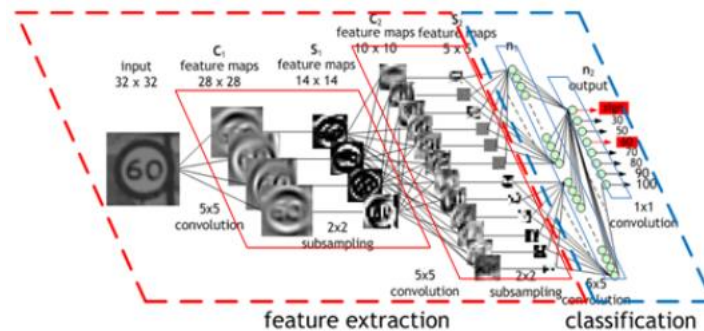 C₁
feature maps
28 x 28
S₁
feature maps
14 x 14
C₂
feature maps
10 x 10
S₂
feature maps
5 x 5
input
32 x 32
n₁
n₂
output
30
50
70
80
90
100
60
5x5
convolution
2x2
subsampling
5x5
convolution
2x2
subsampling
convolution
1x1
convolution
feature extraction
classification